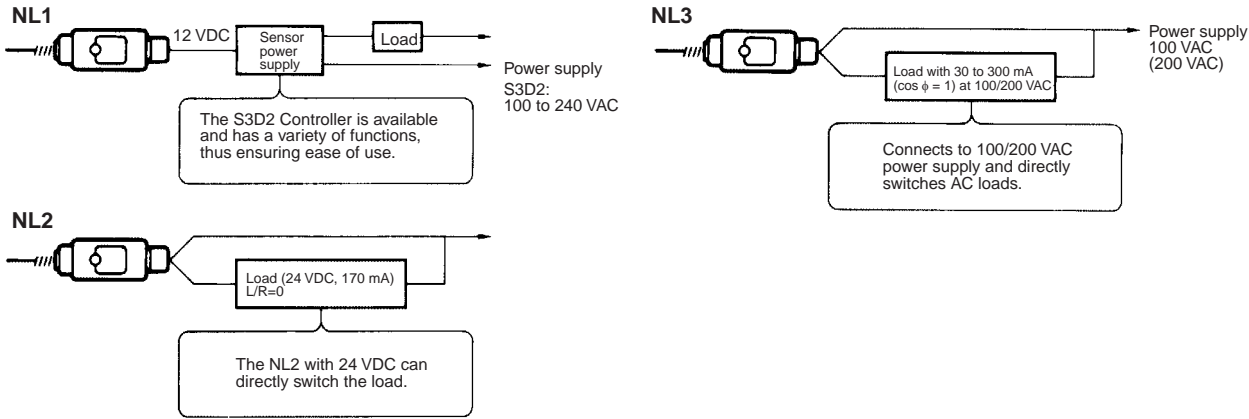 NL1
12 VDC
Sensor
power
supply
Load
Power supply
S3D2:
100 to 240 VAC
The S3D2 Controller is available
and has a variety of functions,
thus ensuring ease of use.
NL2
Load (24 VDC, 170 mA)
L/R=0
The NL2 with 24 VDC can
directly switch the load.
NL3
Power supply
100 VAC
(200 VAC)
Load with 30 to 300 mA
(cos ϕ = 1) at 100/200 VAC
Connects to 100/200 VAC
power supply and directly
switches AC loads.